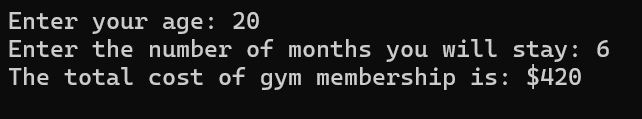 Enter your age: 20
Enter the number of months you will stay: 6
The total cost of gym membership is: $420